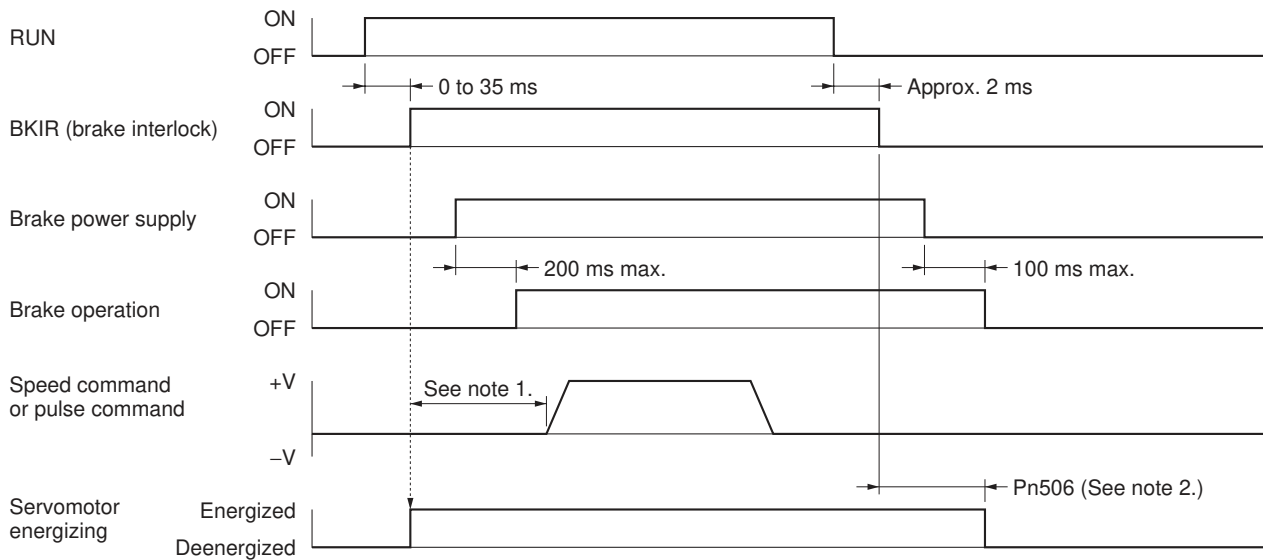 RUN
ON
OFF
0 to 35 ms
Approx. 2 ms
BKIR (brake interlock)
ON
OFF
Brake power supply
ON
OFF
200 ms max.
100 ms max.
Brake operation
ON
OFF
Speed command
or pulse command
+V
See note 1.
−V
Pn506 (See note 2.)
Servomotor
energizing
Energized
Deenergized